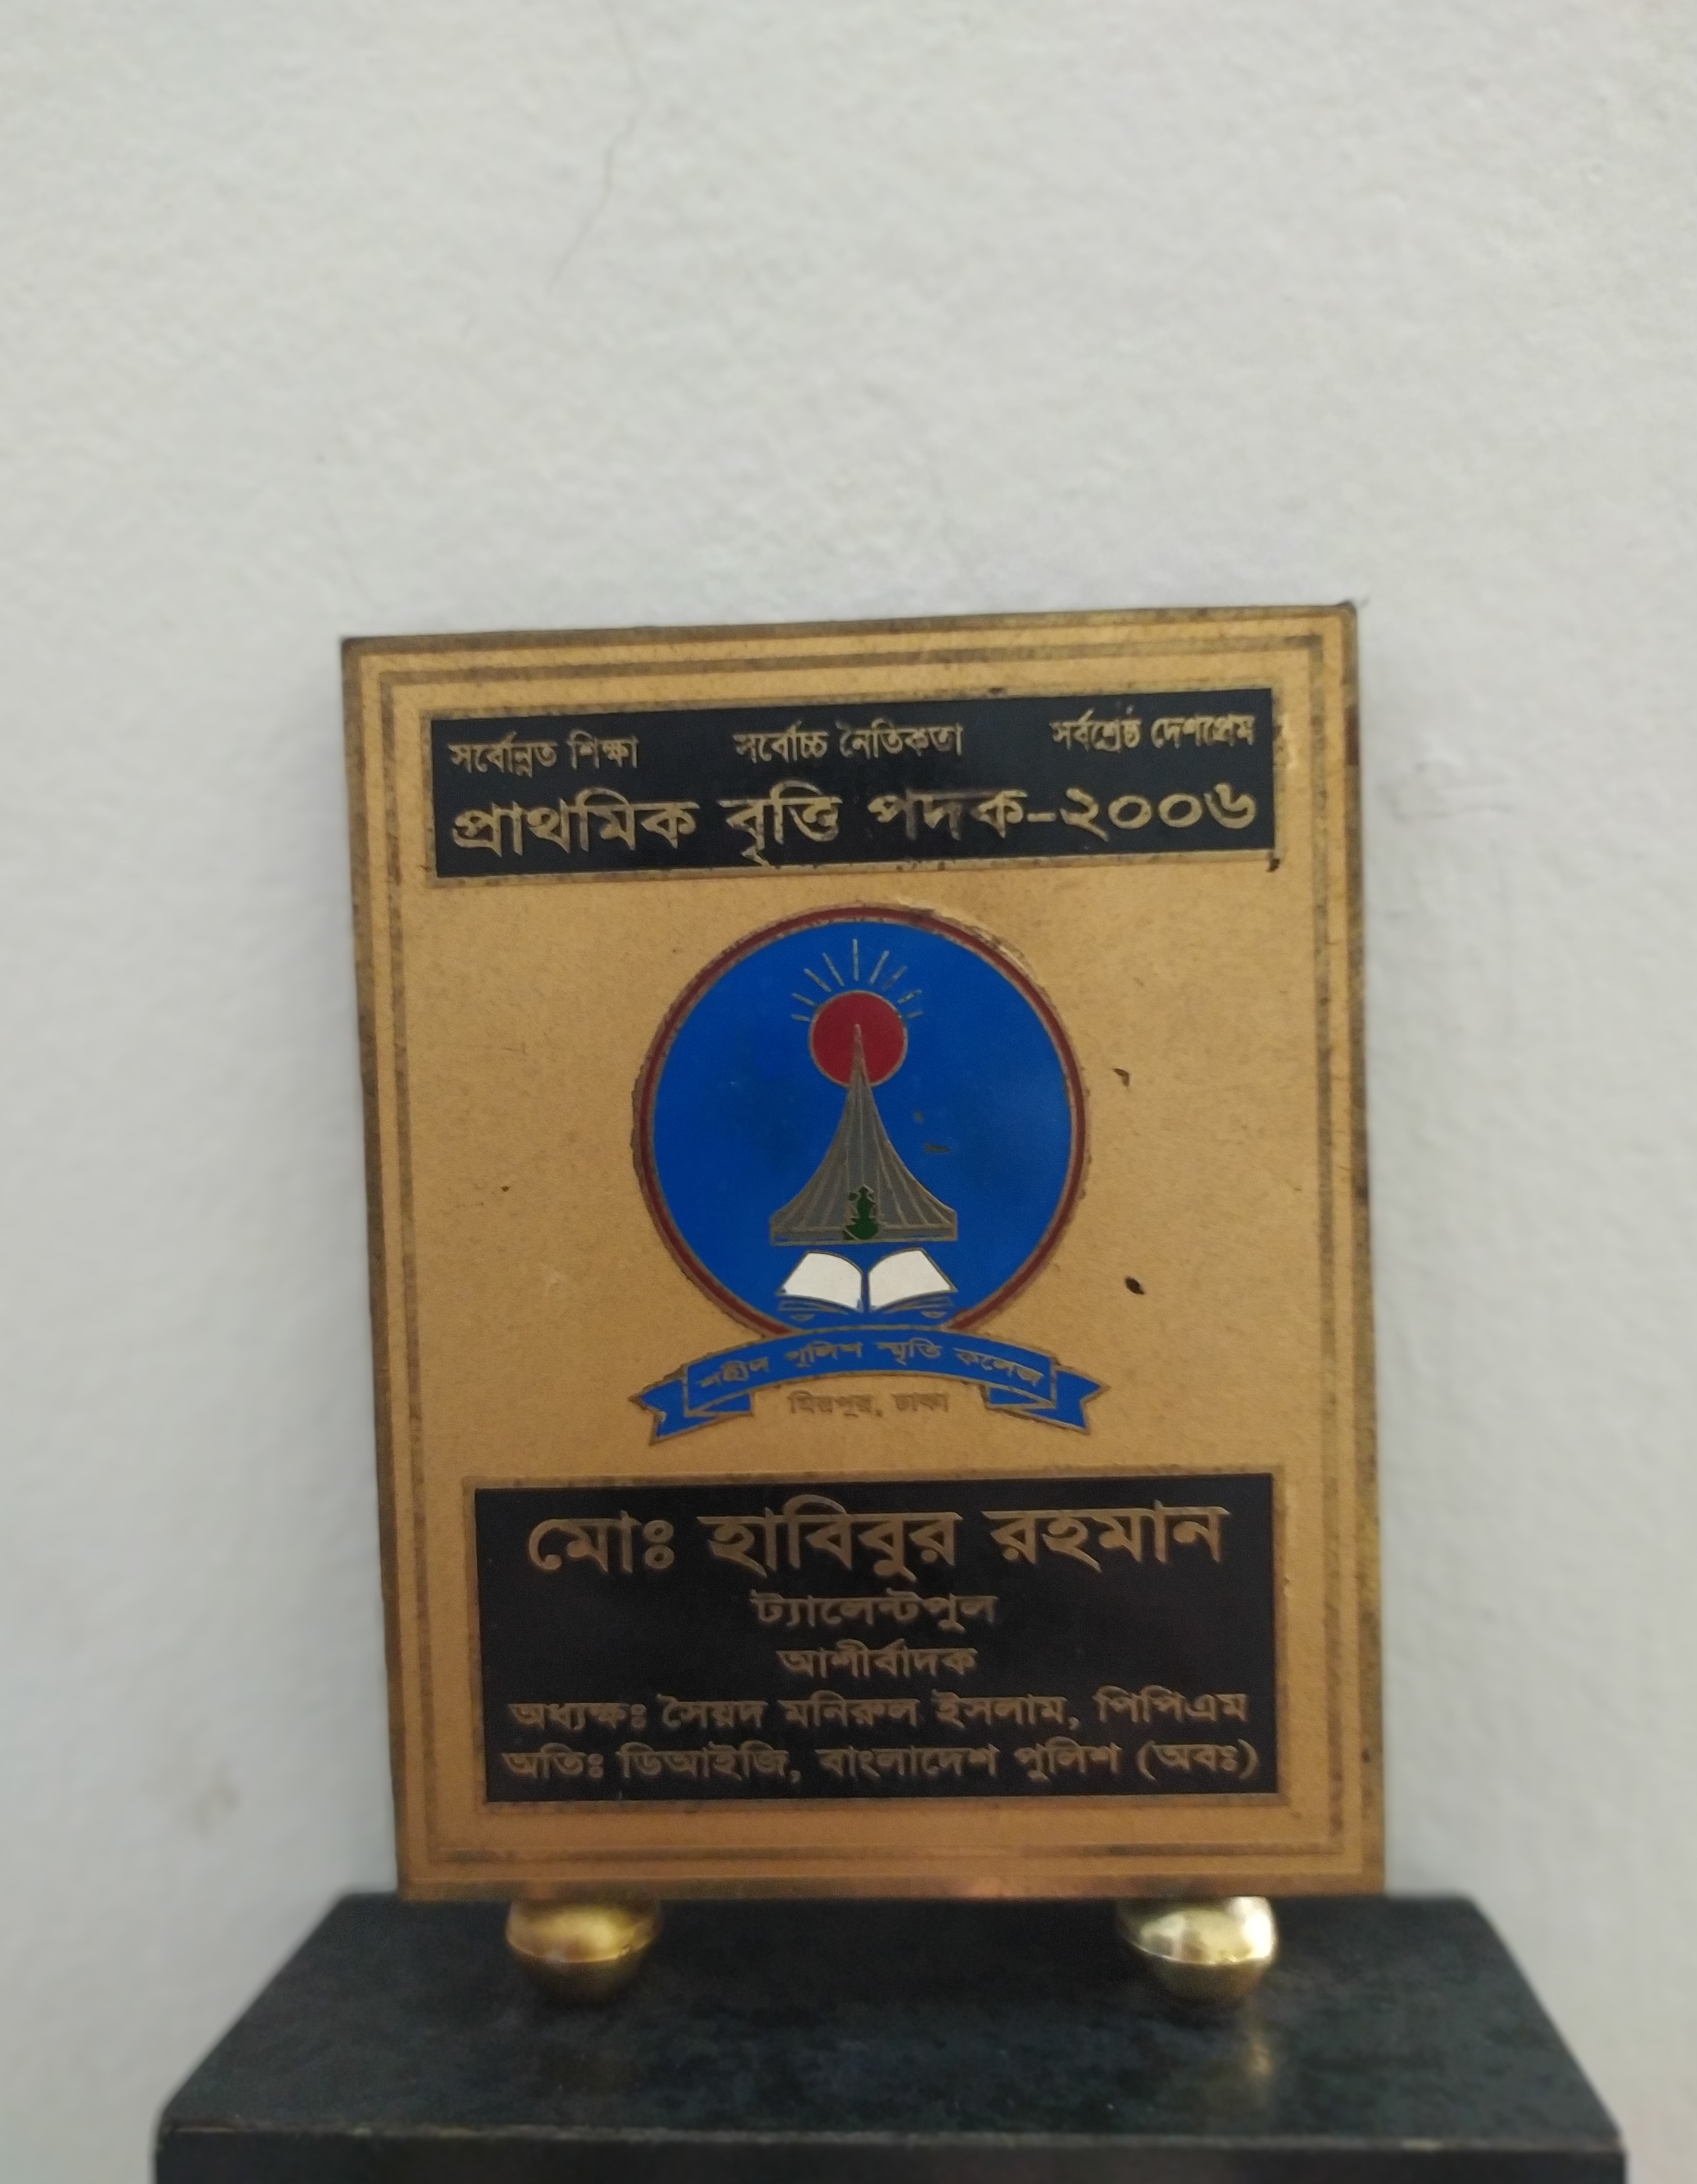 সর্বোন্নত শিক্ষা সর্বোচ্চ নৈতিকতা সর্বশ্রেষ্ঠ দেশপ্রেম
প্রাথমিক বৃত্তি পদক-২০০৬
শহীদ পুলিশ স্মৃতি কলেজ
মিরপুর, ঢাকা
মোঃ হাবিবুর রহমান
ট্যালেন্টপুল
আশীর্বাদক
অধ্যক্ষঃ সৈয়দ মনিরুল ইসলাম, পিপিএম
অতিঃ ডিআইজি, বাংলাদেশ পুলিশ (অবঃ)